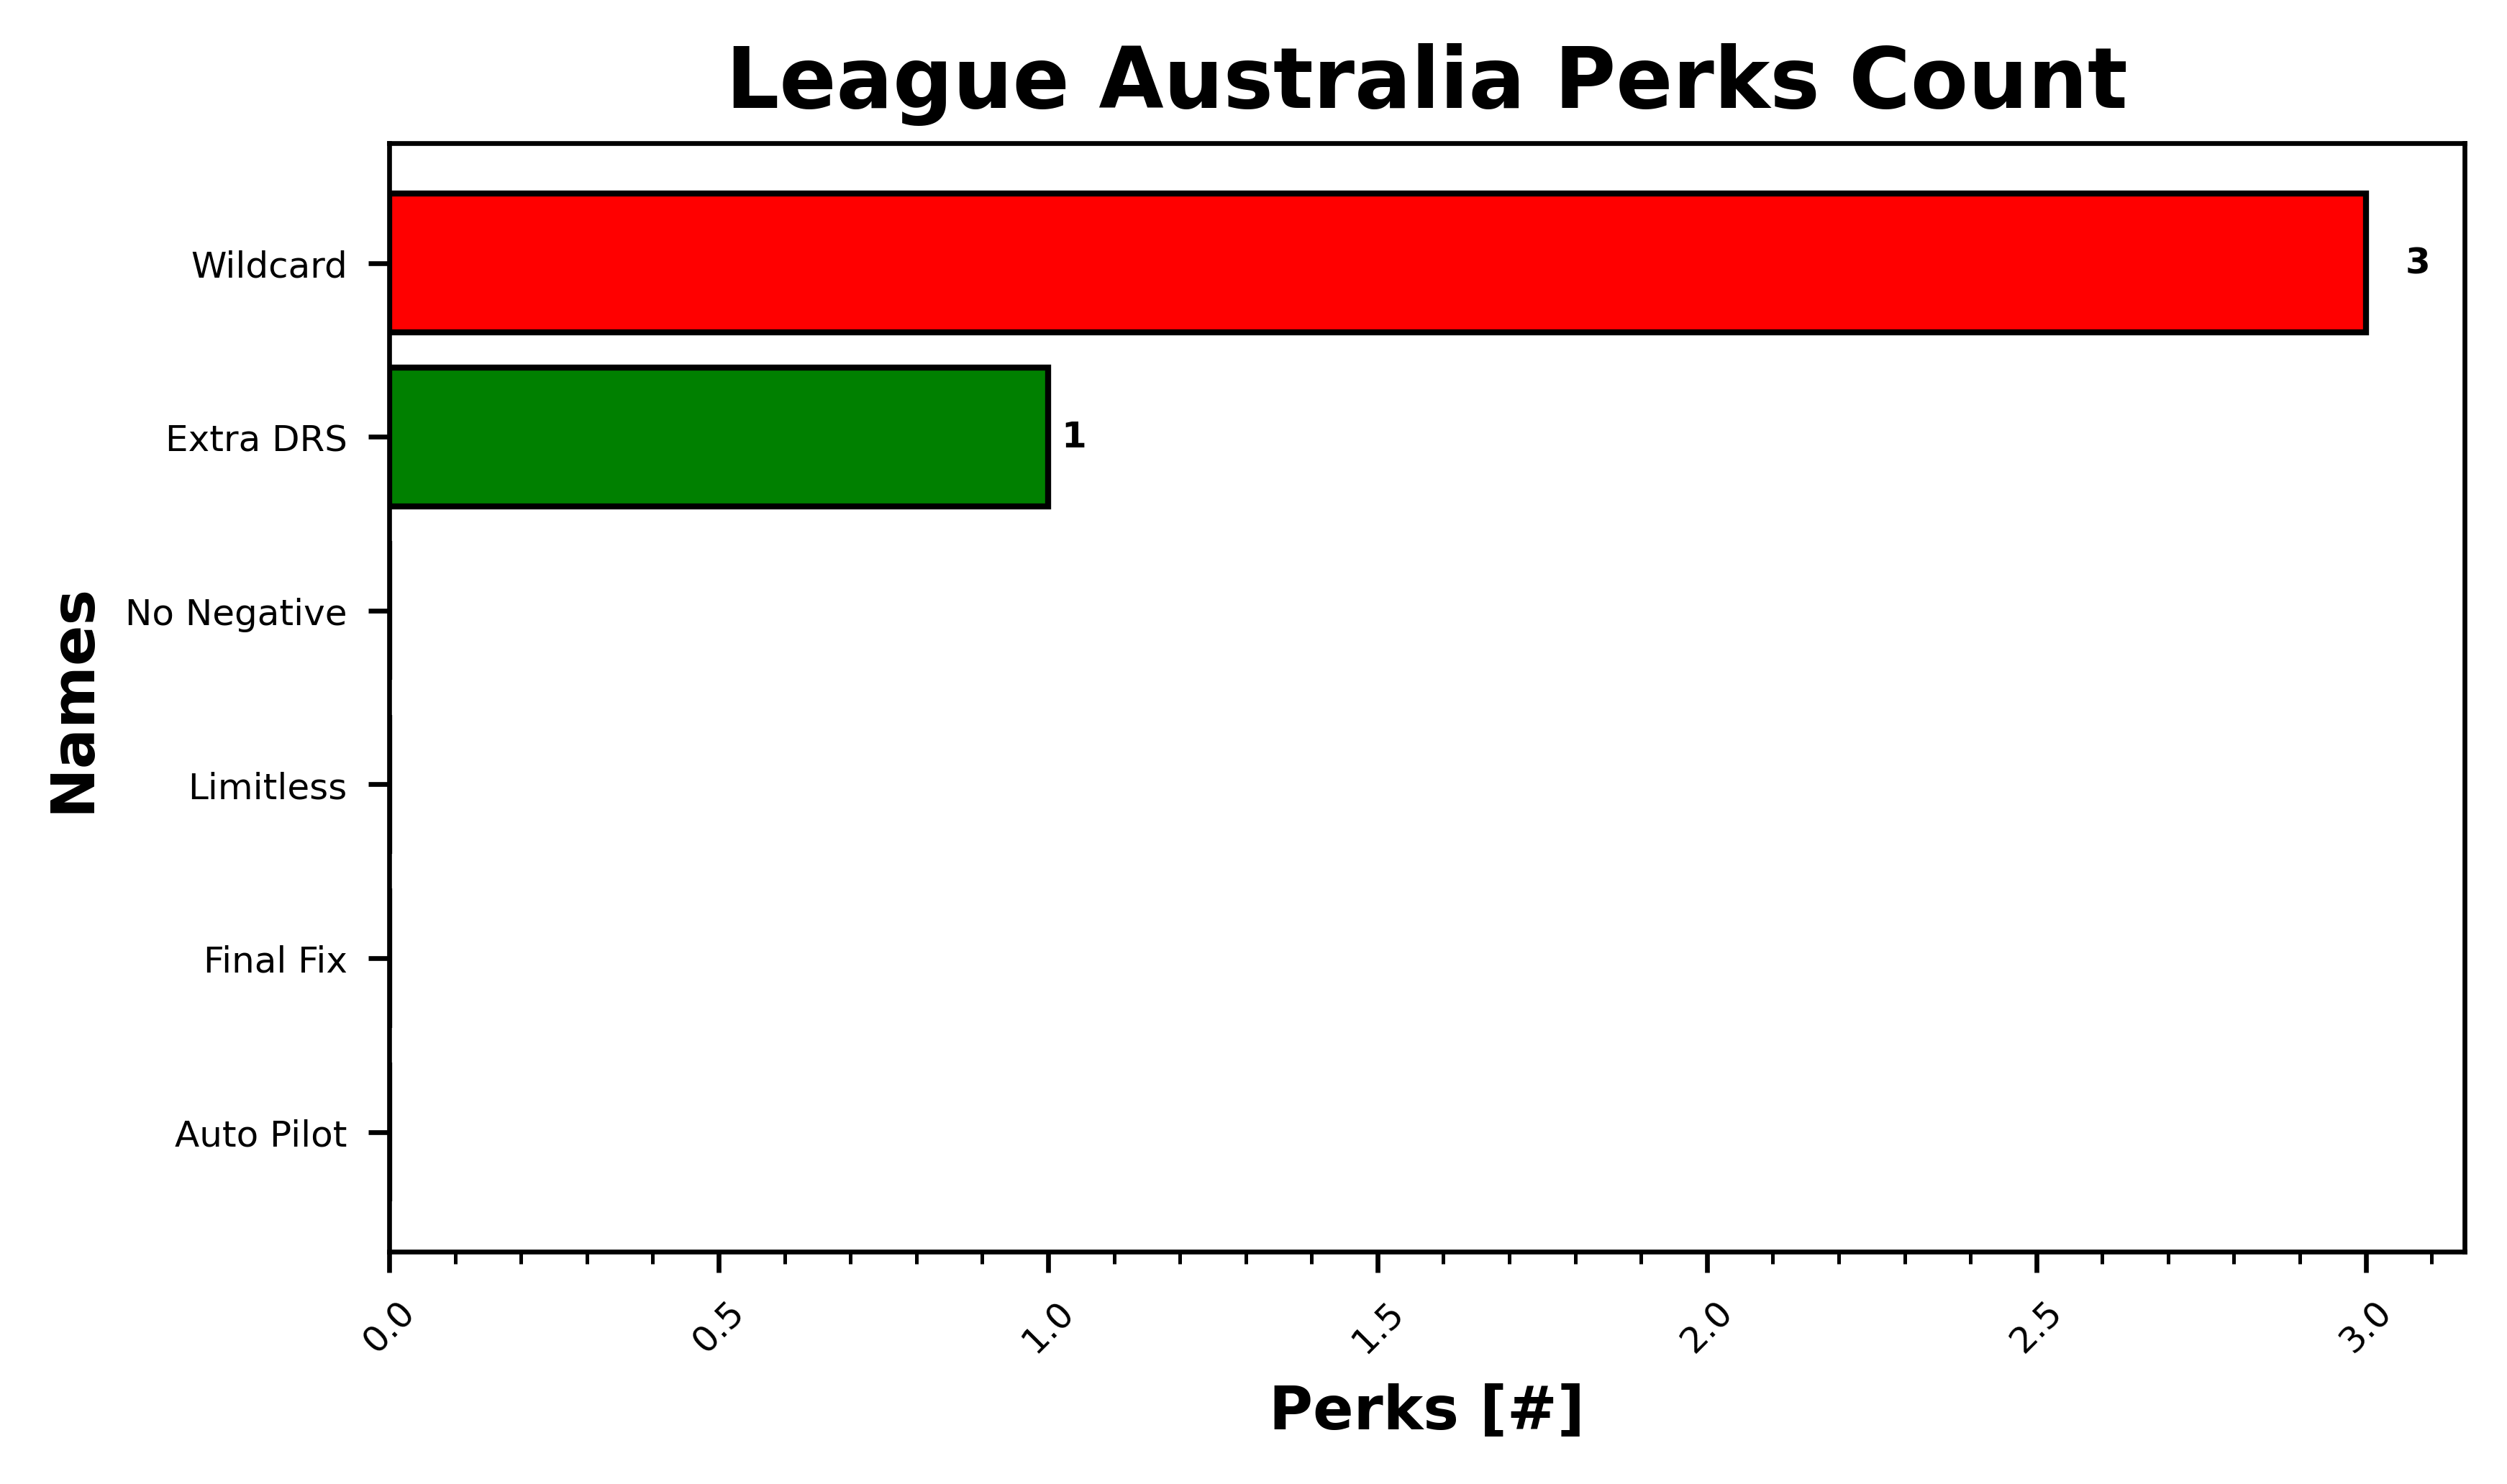 League Australia Perks Count
Wildcard
3
Extra DRS
1
No Negative
Limitless
Final Fix
Auto Pilot
Names
0.0 0.5 1.0 1.5 2.0 2.5 3.0
Perks [#]